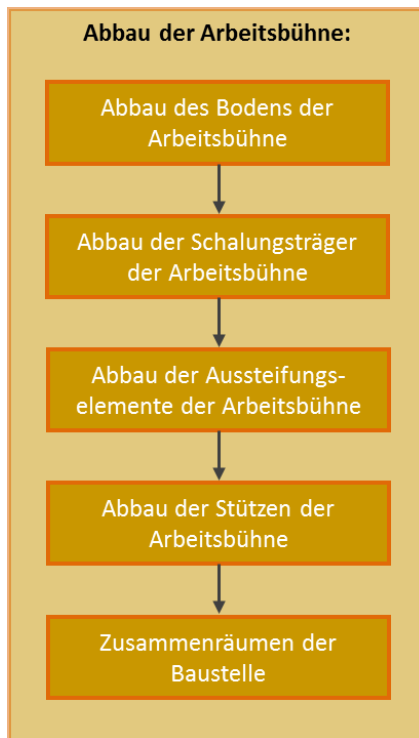 Abbau der Arbeitsbühne:
Abbau des Bodens der
Arbeitsbühne
Abbau der Schalungsträger
der Arbeitsbühne
Abbau der Aussteifungs-
elemente der Arbeitsbühne
Abbau der Stützen der
Arbeitsbühne
Zusammenräumen der
Baustelle